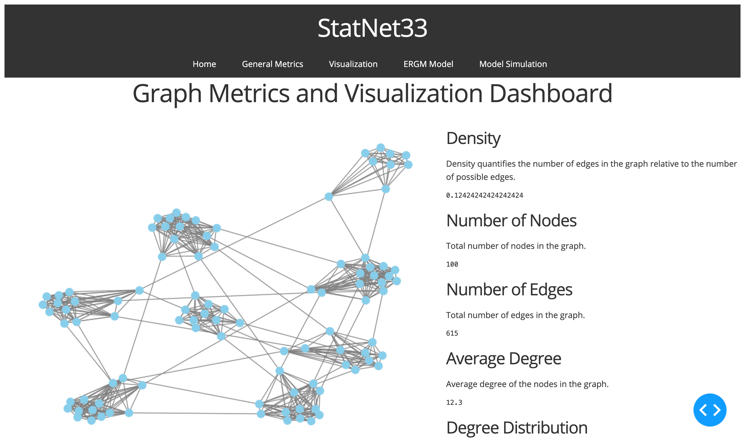 StatNet33
Home General Metrics Visualization ERGM Model Model Simulation
Graph Metrics and Visualization Dashboard
Density
Density quantifies the number of edges in the graph relative to the number
of possible edges.
0.12424242424242424
Number of Nodes
Total number of nodes in the graph.
100
Number of Edges
Total number of edges in the graph.
615
Average Degree
Average degree of the nodes in the graph.
12.3
Degree Distribution